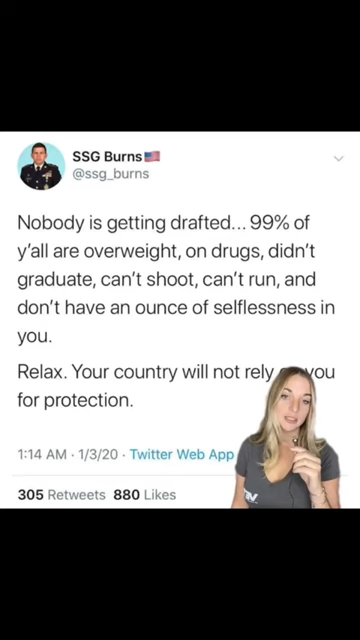 SSG Burns🇺🇸
@ssg_burns
Nobody is getting drafted... 99% of
y'all are overweight, on drugs, didn't
graduate, can't shoot, can't run, and
don't have an ounce of selflessness in
you.
Relax. Your country will not rely you
for protection.
1:14 AM · 1/3/20 · Twitter Web App
305 Retweets 880 Likes